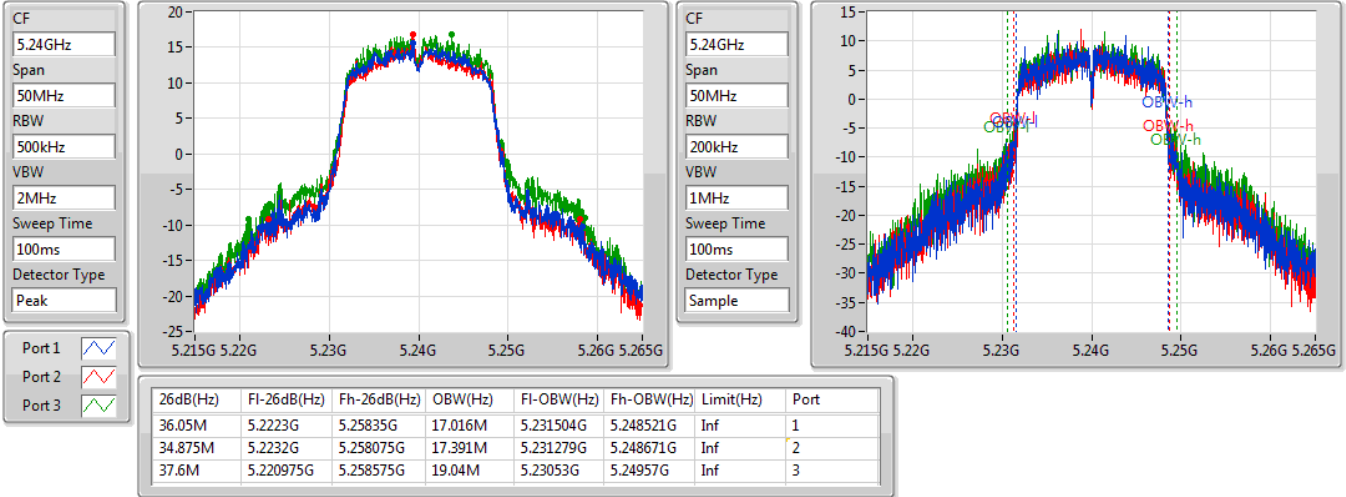 CF
5.24GHz
Span
50MHz
RBW
500kHz
VBW
2MHz
Sweep Time
100ms
Detector Type
Peak
20
15
10
5
0
-5
-10
-15
-20
-25
5.215G 5.22G 5.23G 5.24G 5.25G 5.26G 5.265G
CF
5.24GHz
Span
50MHz
RBW
200kHz
VBW
1MHz
Sweep Time
100ms
Detector Type
Sample
15
10
5
0
-5
-10
-15
-20
-25
-30
-35
-40
OBW-h
OBW-h
OBW-h
5.215G 5.22G 5.23G 5.24G 5.25G 5.26G 5.265G
Port 1
Port 2
Port 3
26dB(Hz) Fl-26dB(Hz) Fh-26dB(Hz) OBW(Hz) Fl-OBW(Hz) Fh-OBW(Hz) Limit(Hz) Port
36.05M 5.2223G 5.25835G 17.016M 5.231504G 5.248521G Inf 1
34.875M 5.2232G 5.258075G 17.391M 5.231279G 5.248671G Inf 2
37.6M 5.220975G 5.258575G 19.04M 5.23053G 5.24957G Inf 3